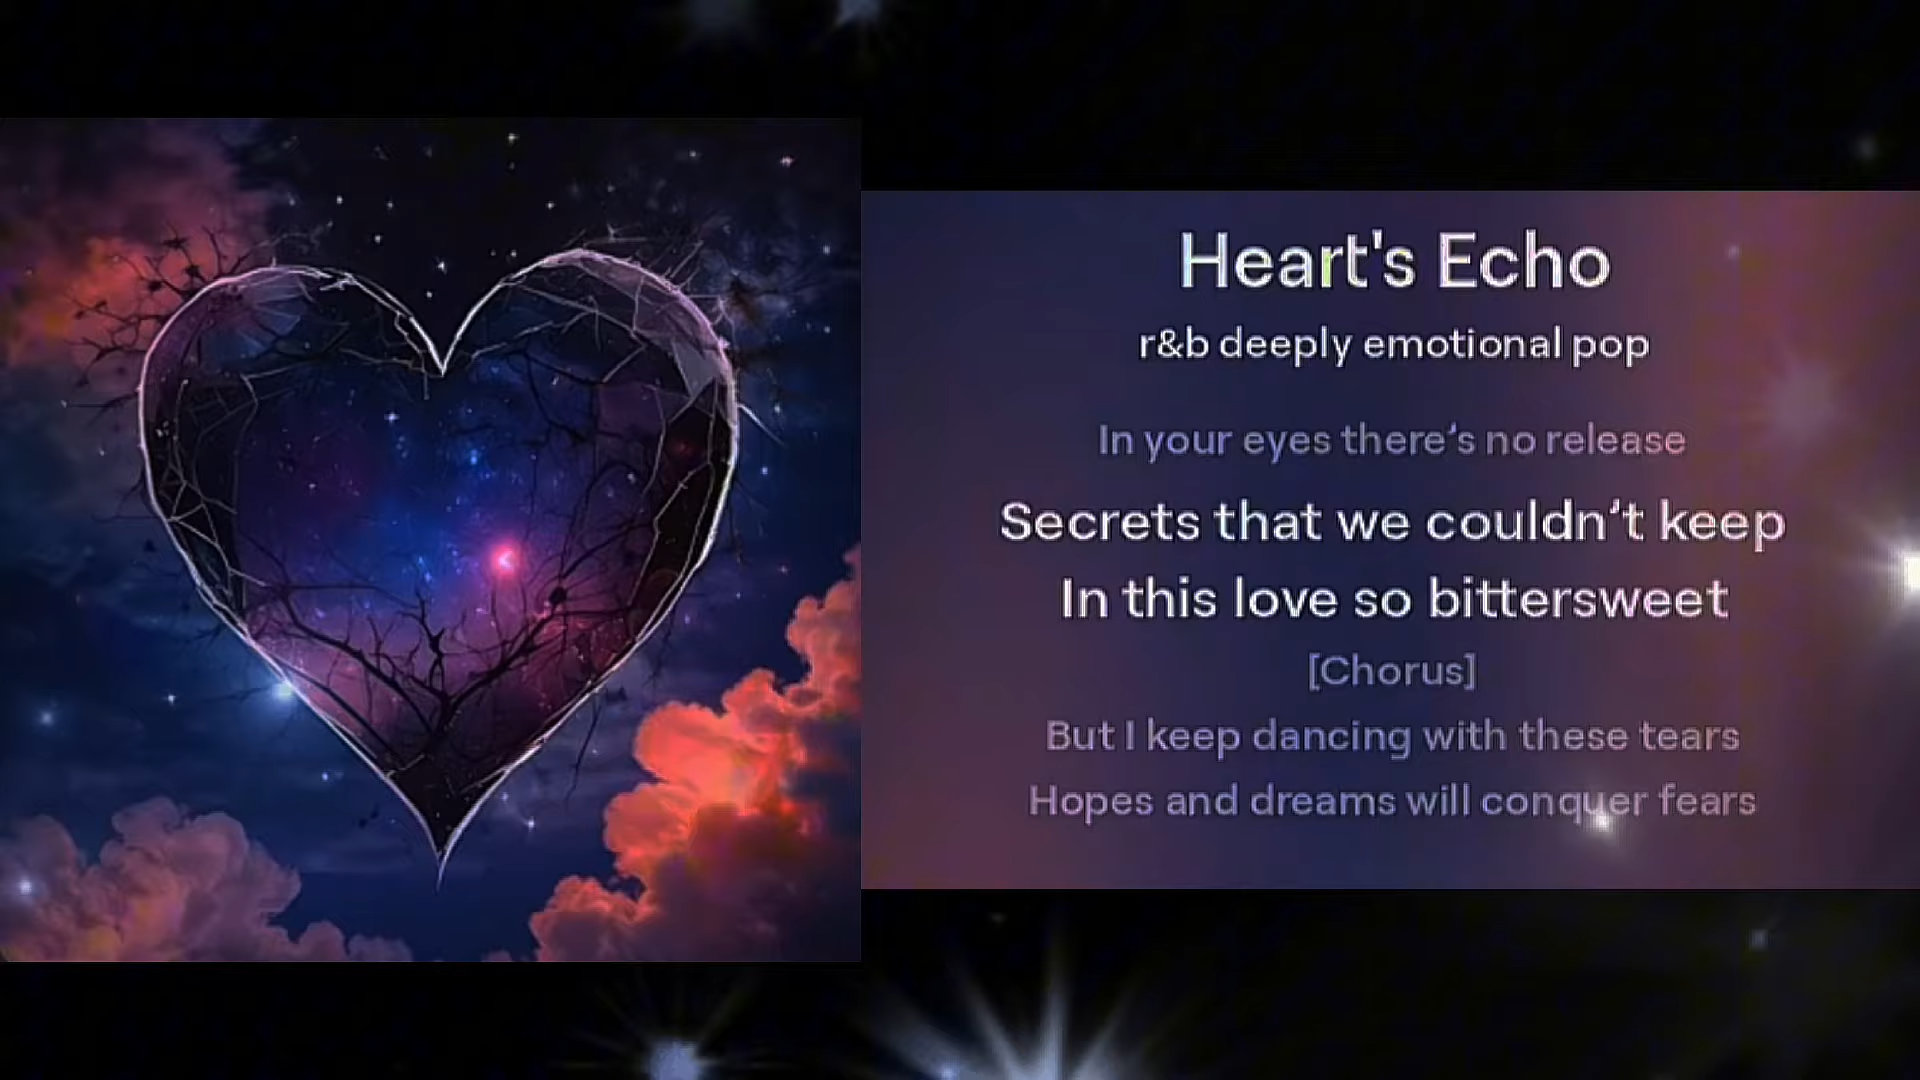 Heart's Echo
r&b deeply emotional pop
In your eyes there’s no release
Secrets that we couldn’t keep
In this love so bittersweet
[Chorus]
But I keep dancing with these tears
Hopes and dreams will conquer fears